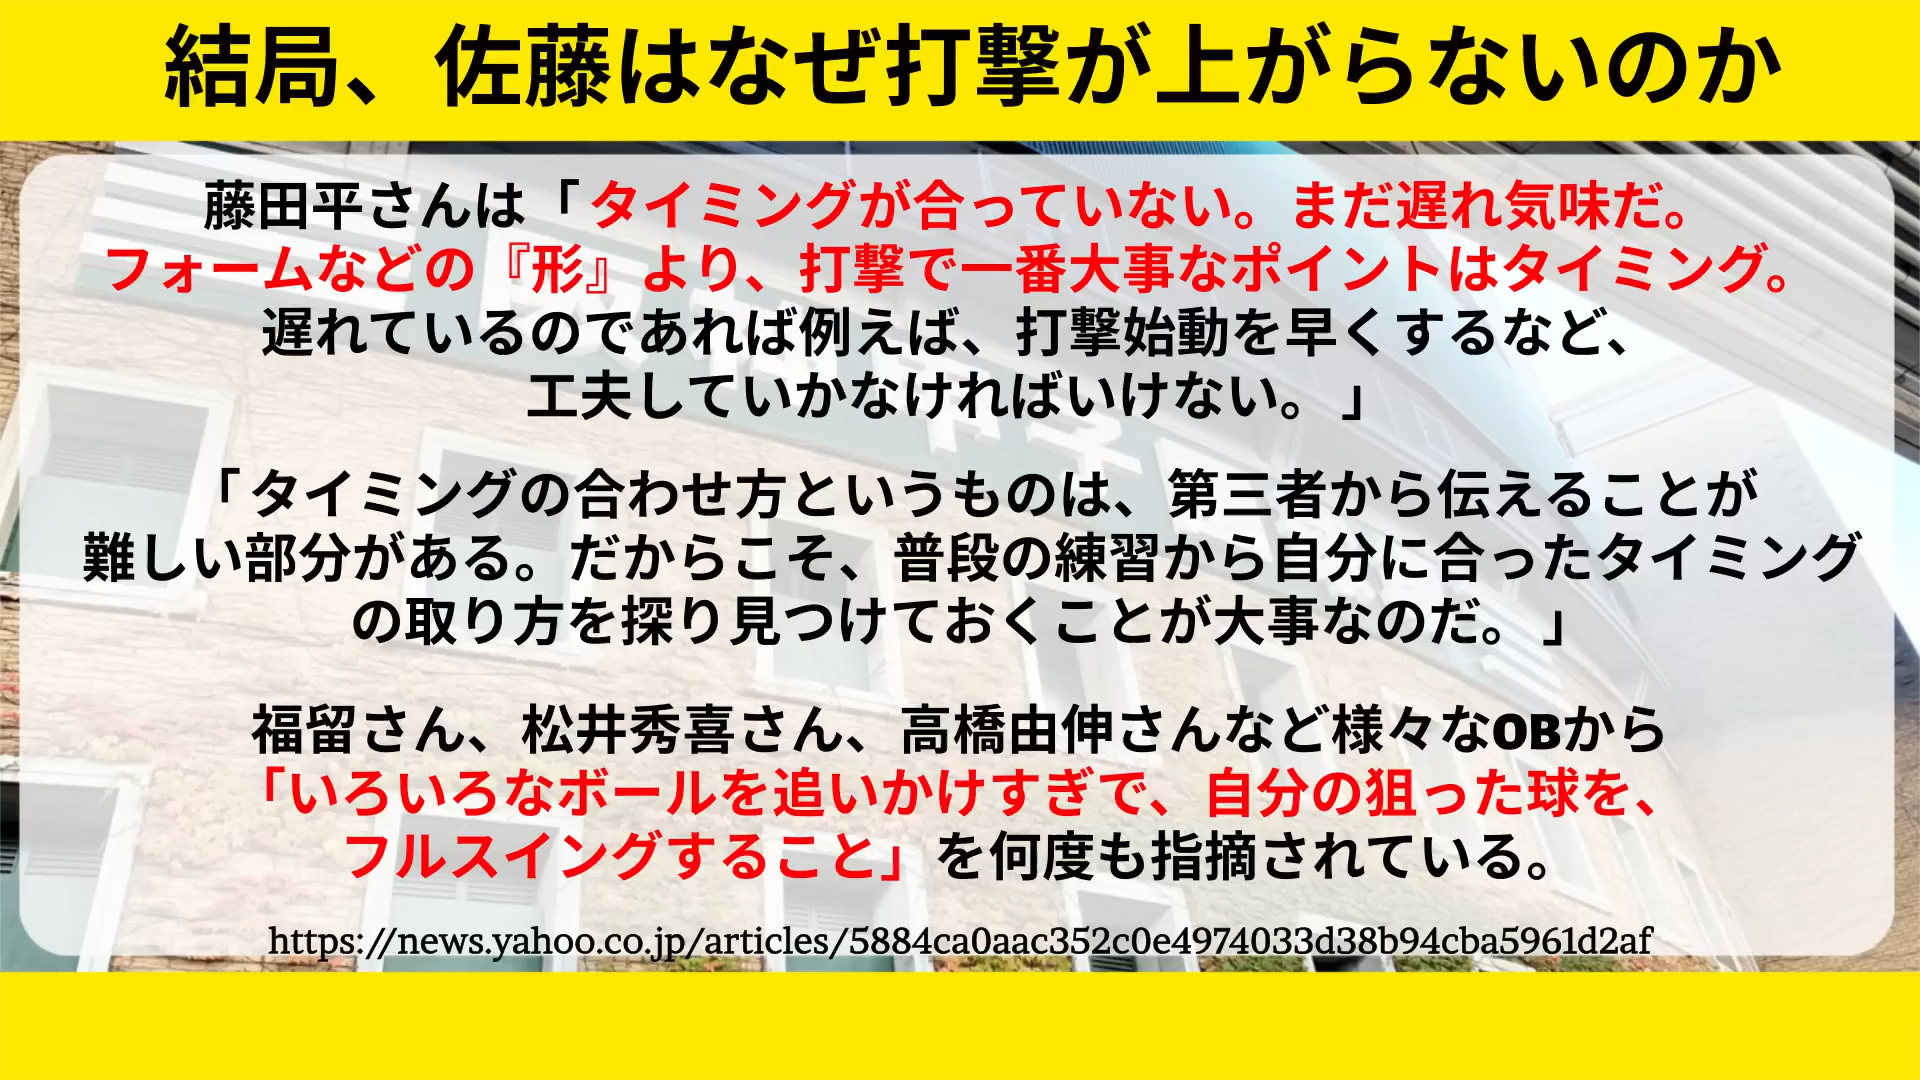 結局、佐藤はなぜ打撃が上がらないのか
藤田平さんは「タイミングが合っていない。まだ遅れ気味だ。
フォームなどの『形』より、打撃で一番大事なポイントはタイミング。
遅れているのであれば例えば、打撃始動を早くするなど、
工夫していかなければいけない。」
「タイミングの合わせ方というものは、第三者から伝えることが
難しい部分がある。だからこそ、普段の練習から自分に合ったタイミング
の取り方を探り見つけておくことが大事なのだ。」
福留さん、松井秀喜さん、高橋由伸さんなど様々なOBから
「いろいろなボールを追いかけすぎで、自分の狙った球を、
フルスイングすること」を何度も指摘されている。
https://news.yahoo.co.jp/articles/5884ca0aac352c0e4974033d38b94cba5961d2af